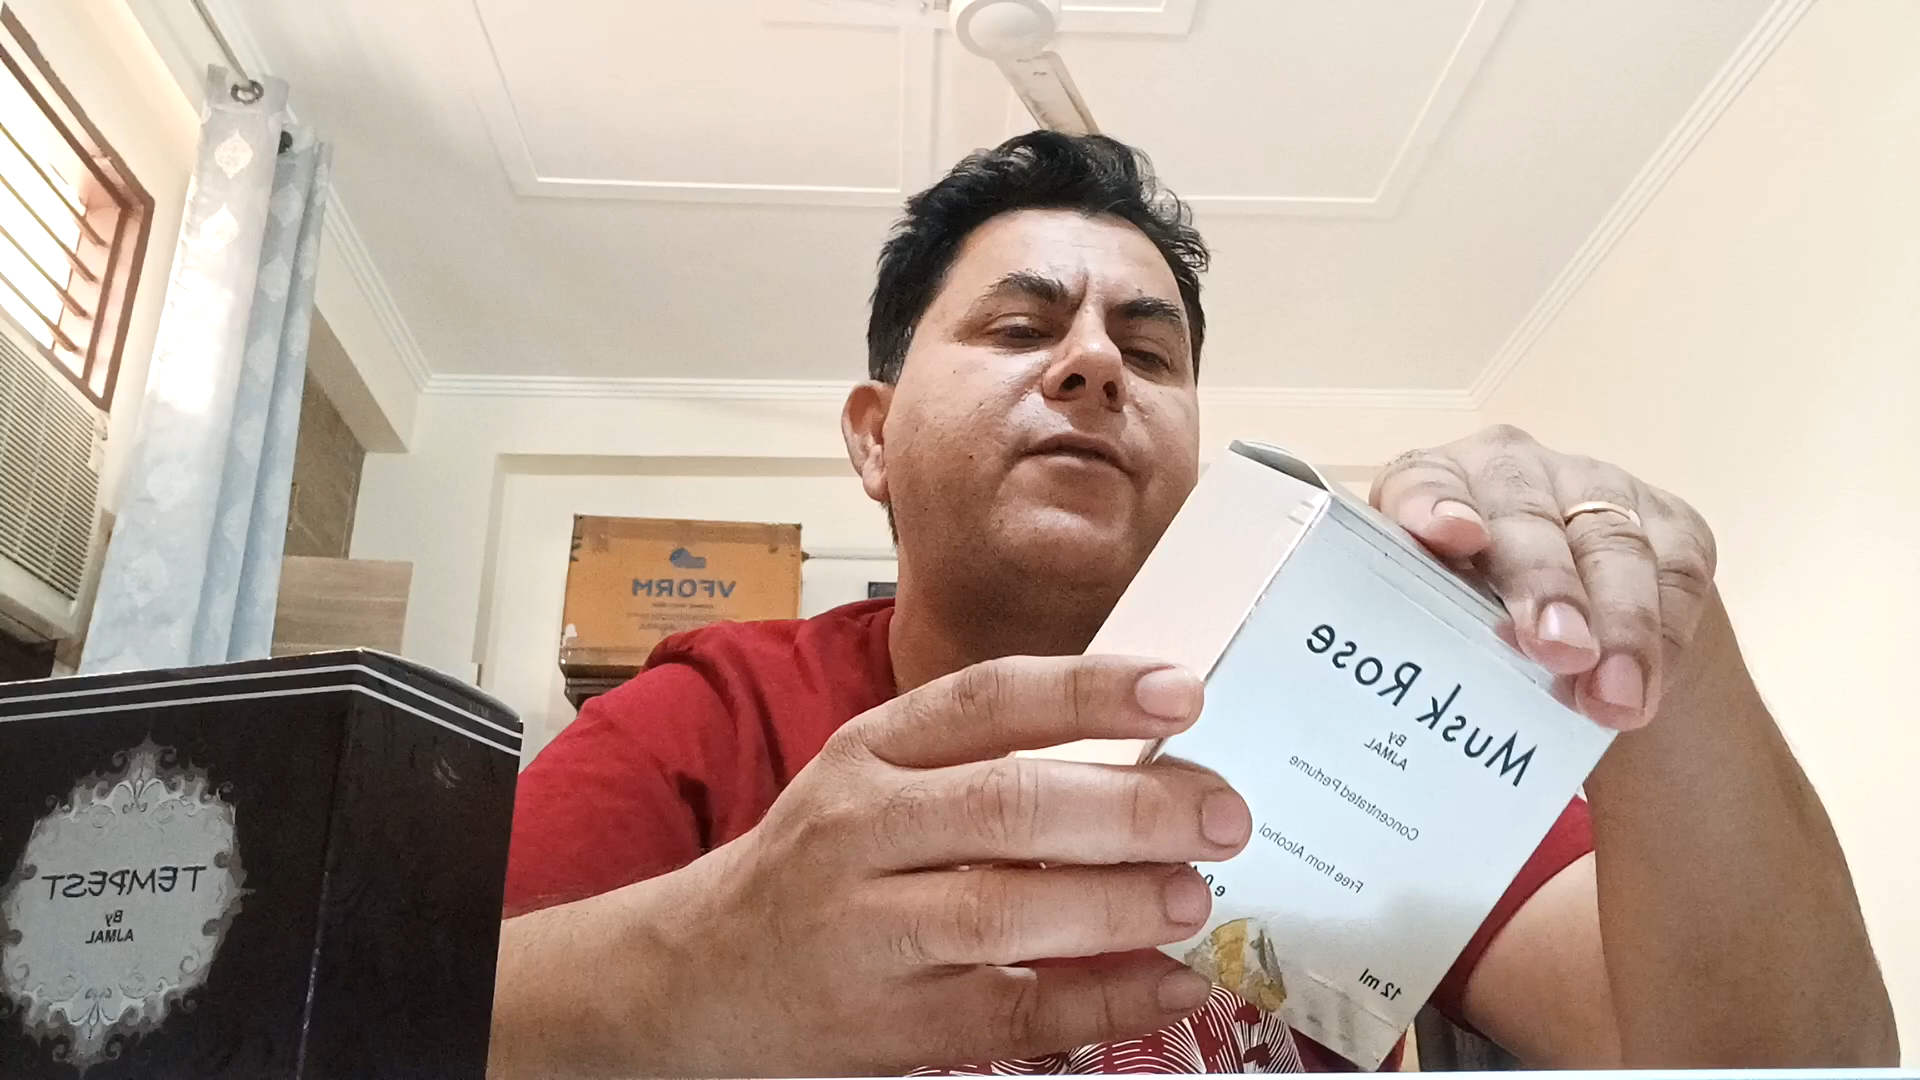 VFORM
Musk Rose
By
AJMAL
Concentrated Perfume
Free from Alcohol
12 ml
TEMPEST
By
AJMAL